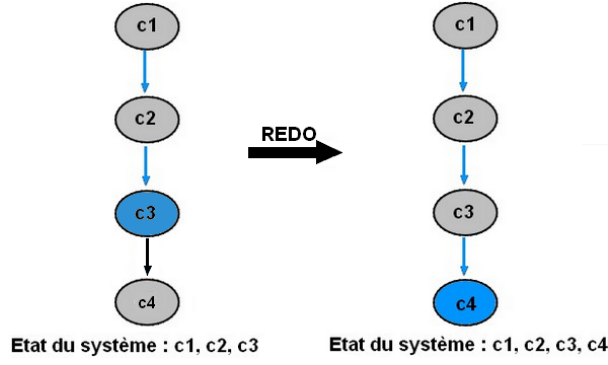 c1
c2
c3
c4
Etat du système : c1, c2, c3
REDO
c1
c2
c3
c4
Etat du système : c1, c2, c3, c4